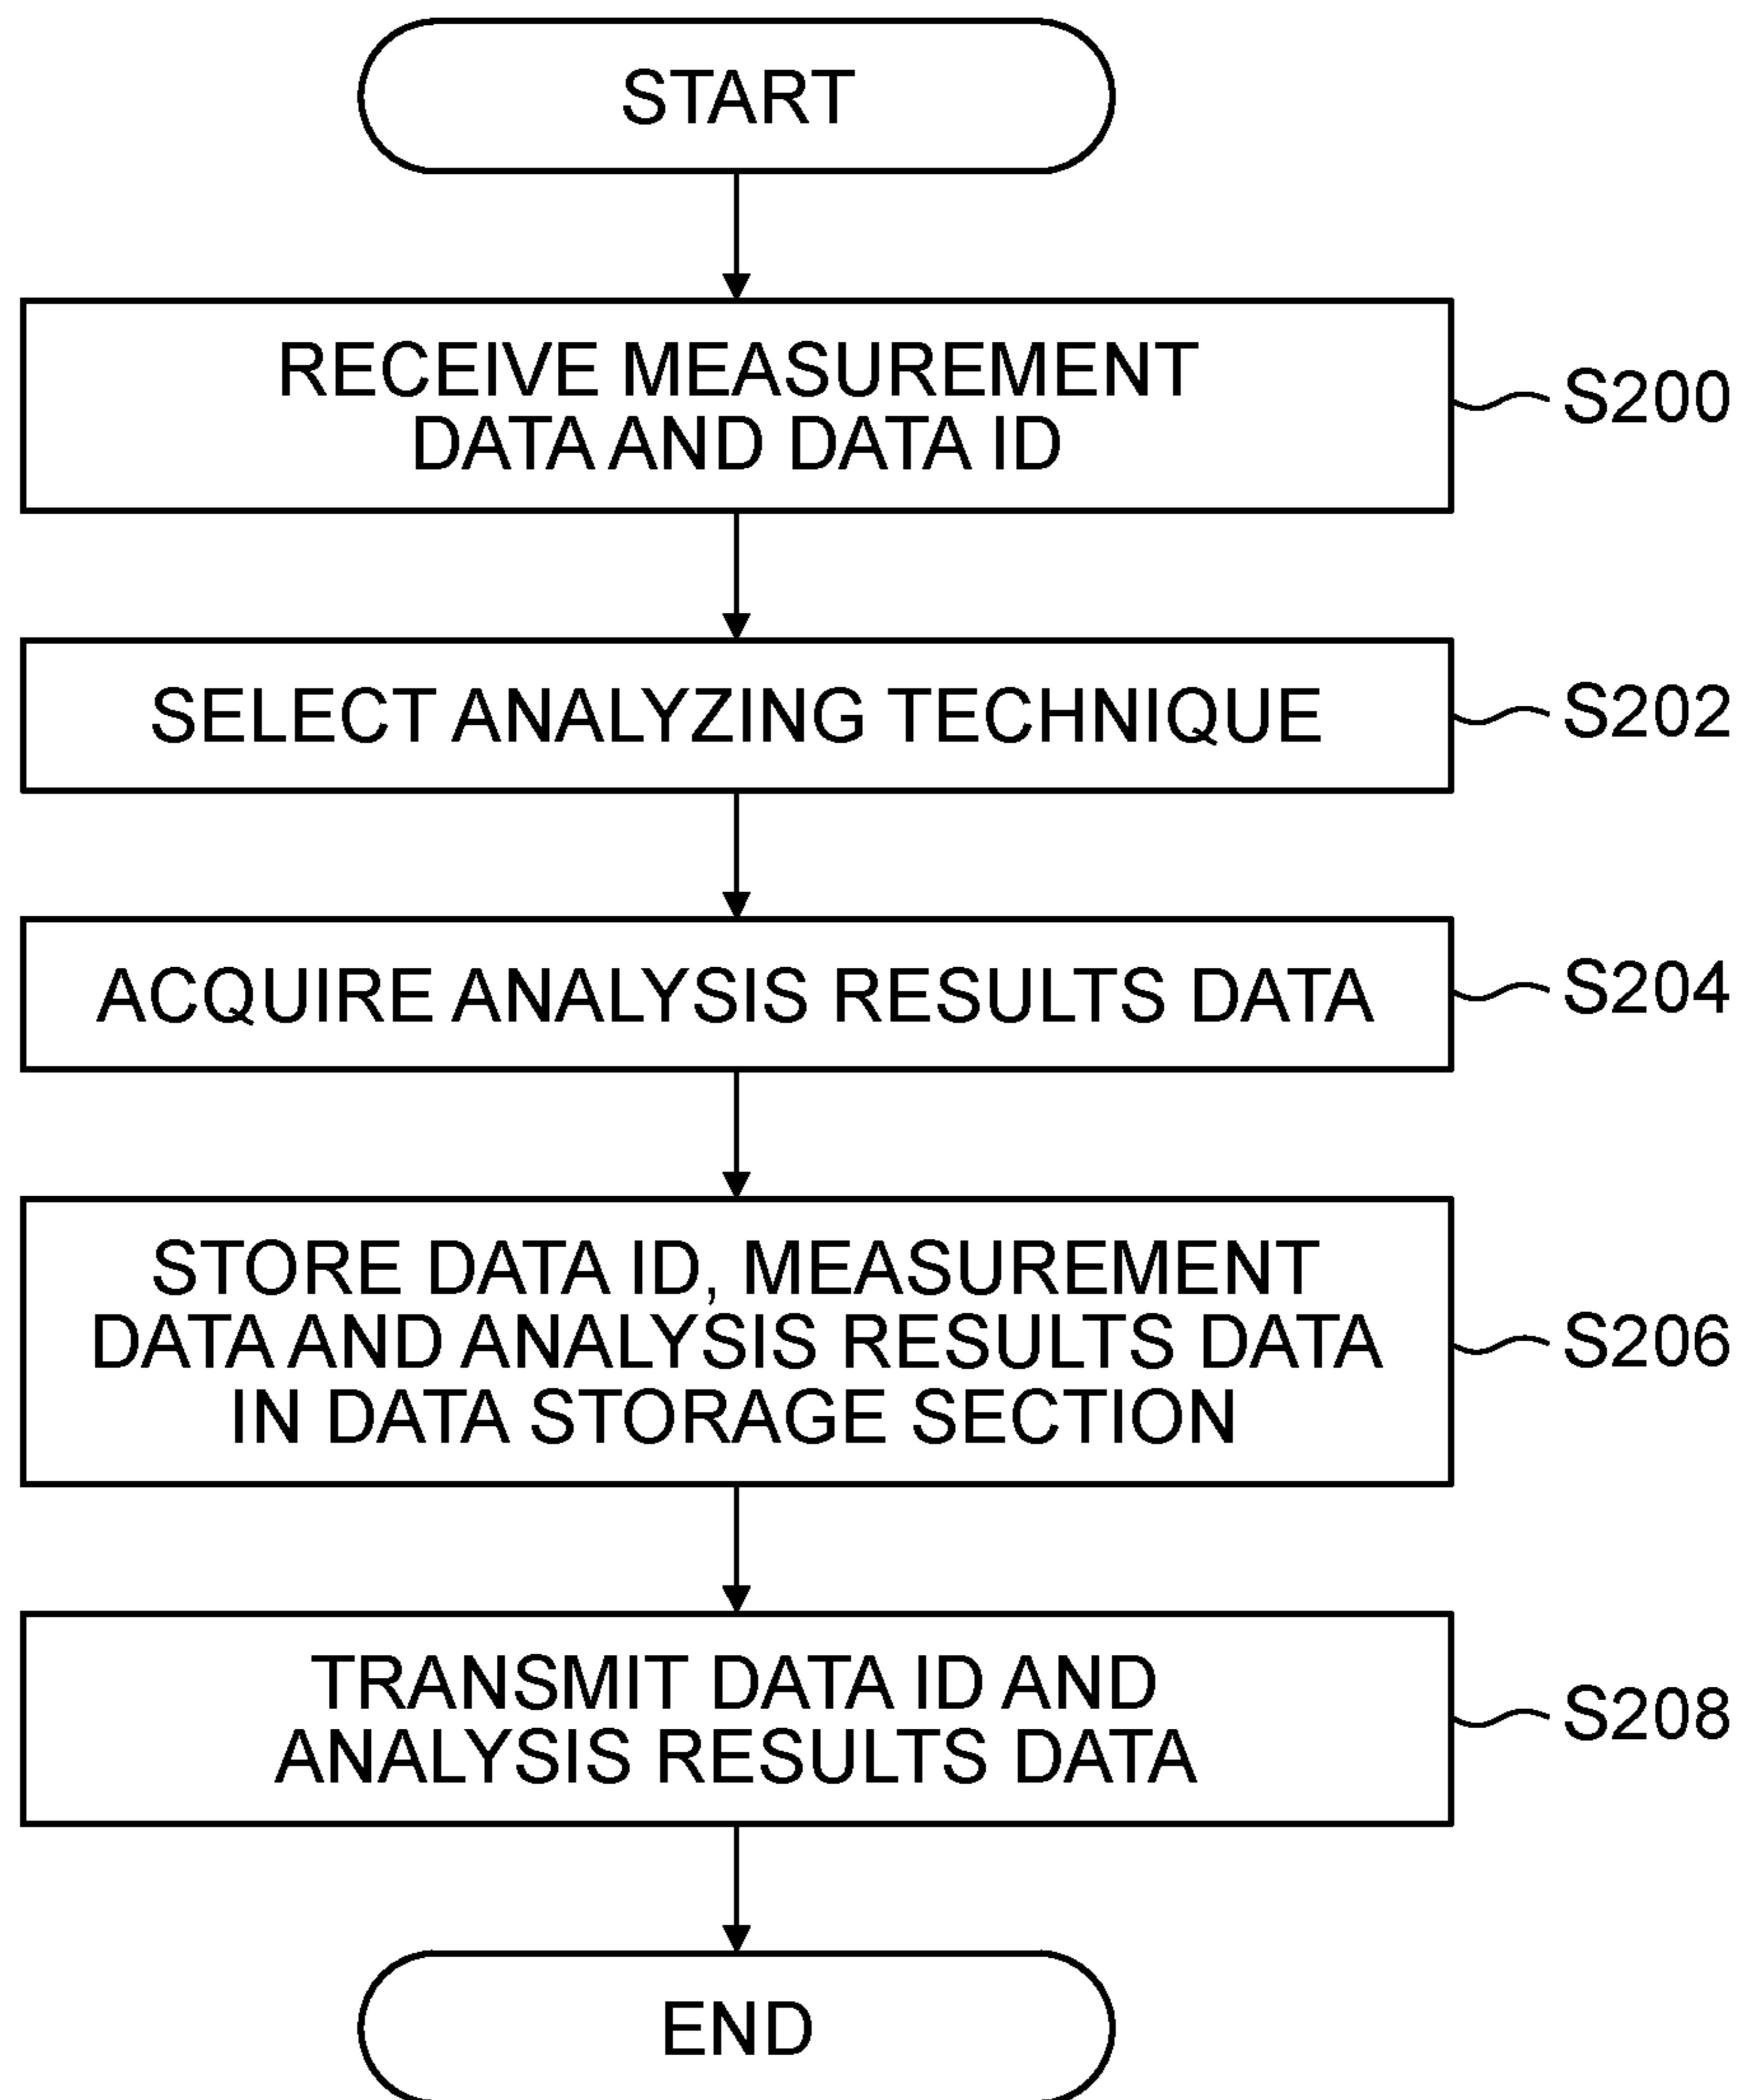 START
RECEIVE MEASUREMENT
DATA AND DATA ID
S200
SELECT ANALYZING TECHNIQUE
S202
ACQUIRE ANALYSIS RESULTS DATA
S204
STORE DATA ID, MEASUREMENT
DATA AND ANALYSIS RESULTS DATA
IN DATA STORAGE SECTION
S206
TRANSMIT DATA ID AND
ANALYSIS RESULTS DATA
S208
END